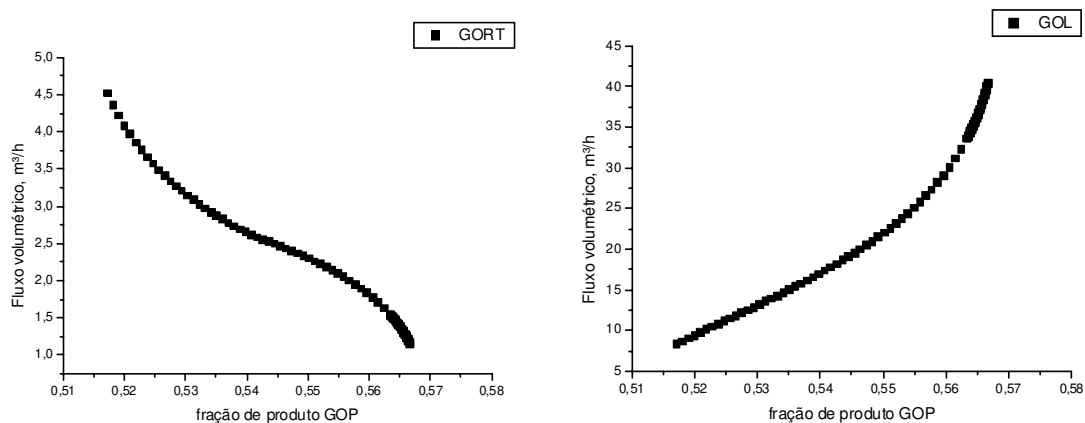 GORT
5,0
4,5
4,0
3,5
3,0
2,5
2,0
1,5
1,0
Fluxo volumétrico, m³/h
0,51 0,52 0,53 0,54 0,55 0,56 0,57 0,58
fração de produto GOP
GOL
45
40
35
30
25
20
15
10
5
Fluxo volumétrico, m³/h
0,51 0,52 0,53 0,54 0,55 0,56 0,57 0,58
fração de produto GOP